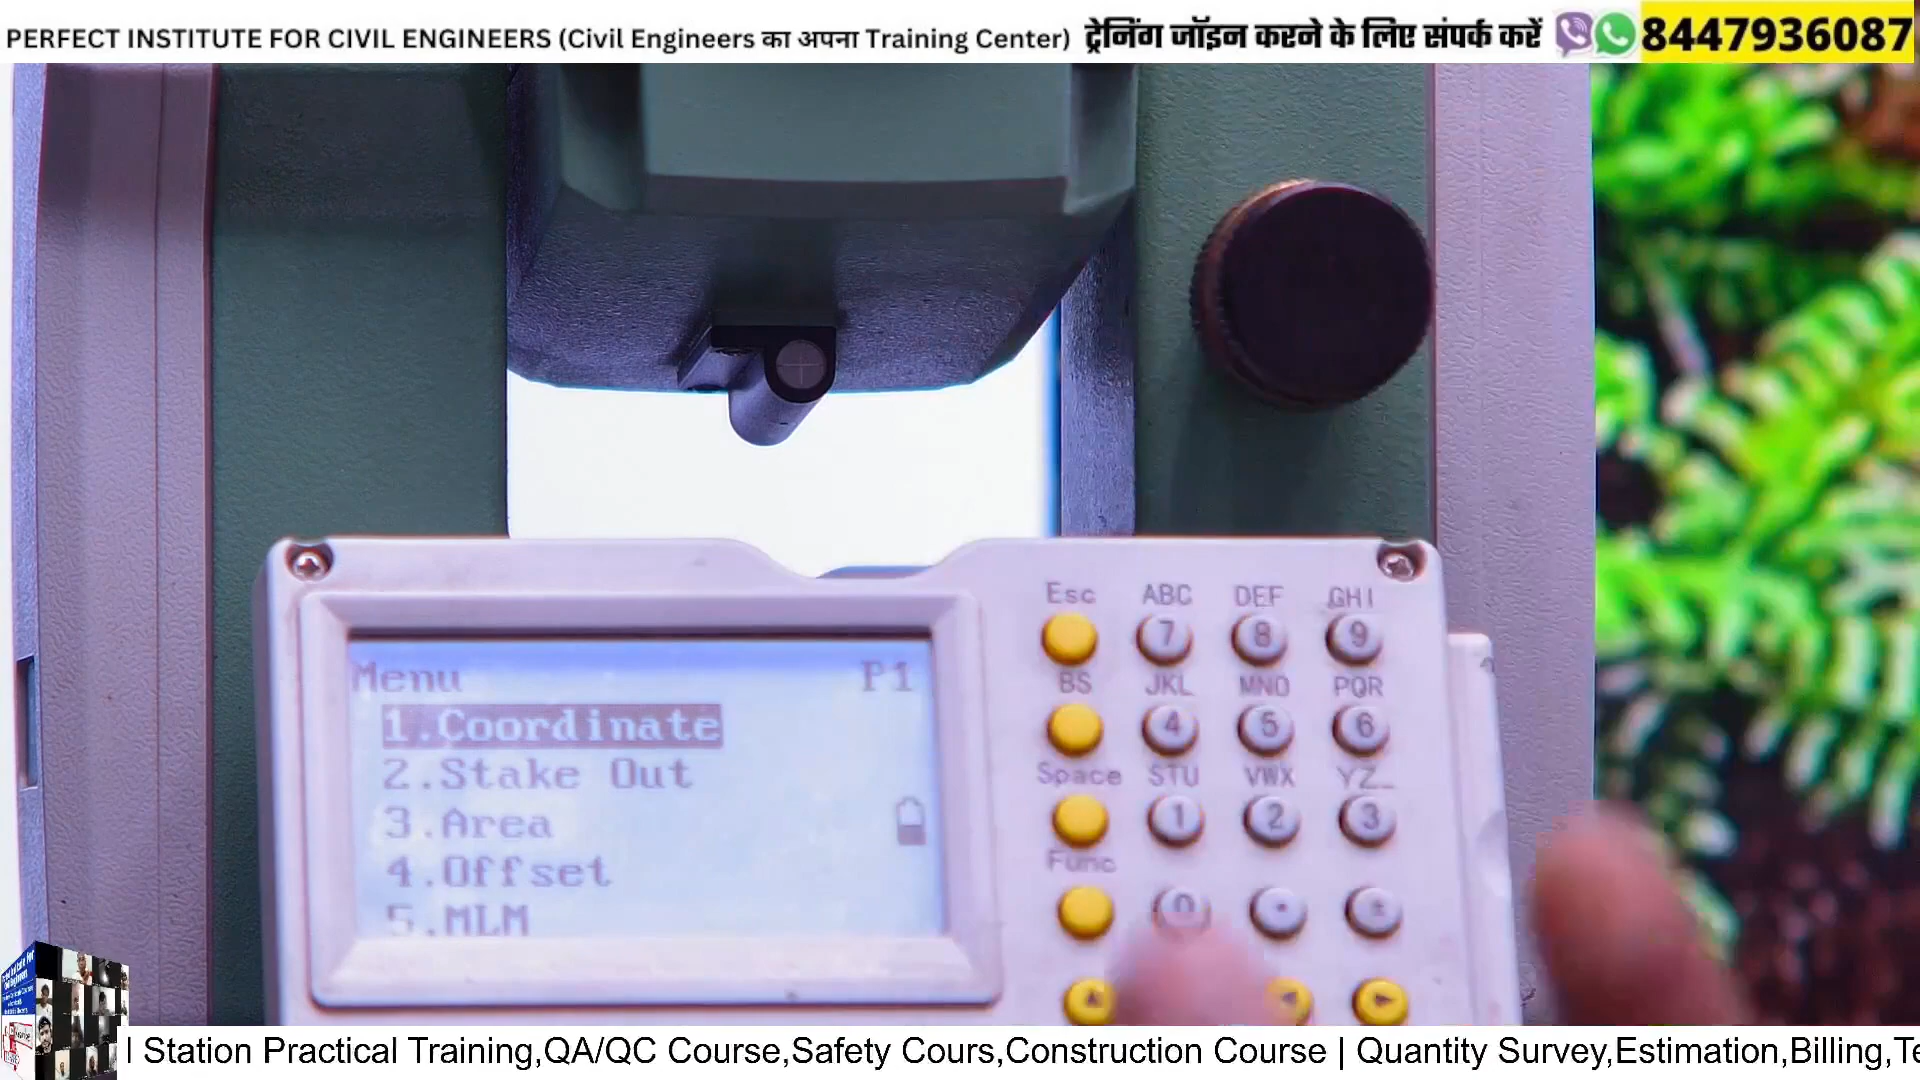 PERFECT INSTITUTE FOR CIVIL ENGINEERS (Civil Engineers का अपना Training Center) ट्रेनिंग जॉइन करने के लिए संपर्क करें 8447936087
Esc ABC DEF GHI
7 8 9
BS JKL MNO PQR
4 5 6
Space STU VWX YZ_
1 2 3
Func
0 . ±
Menu P1
1.Coordinate
2.Stake Out
3.Area
4.Offset
5.MLM
l Station Practical Training,QA/QC Course,Safety Cours,Construction Course | Quantity Survey,Estimation,Billing,Te